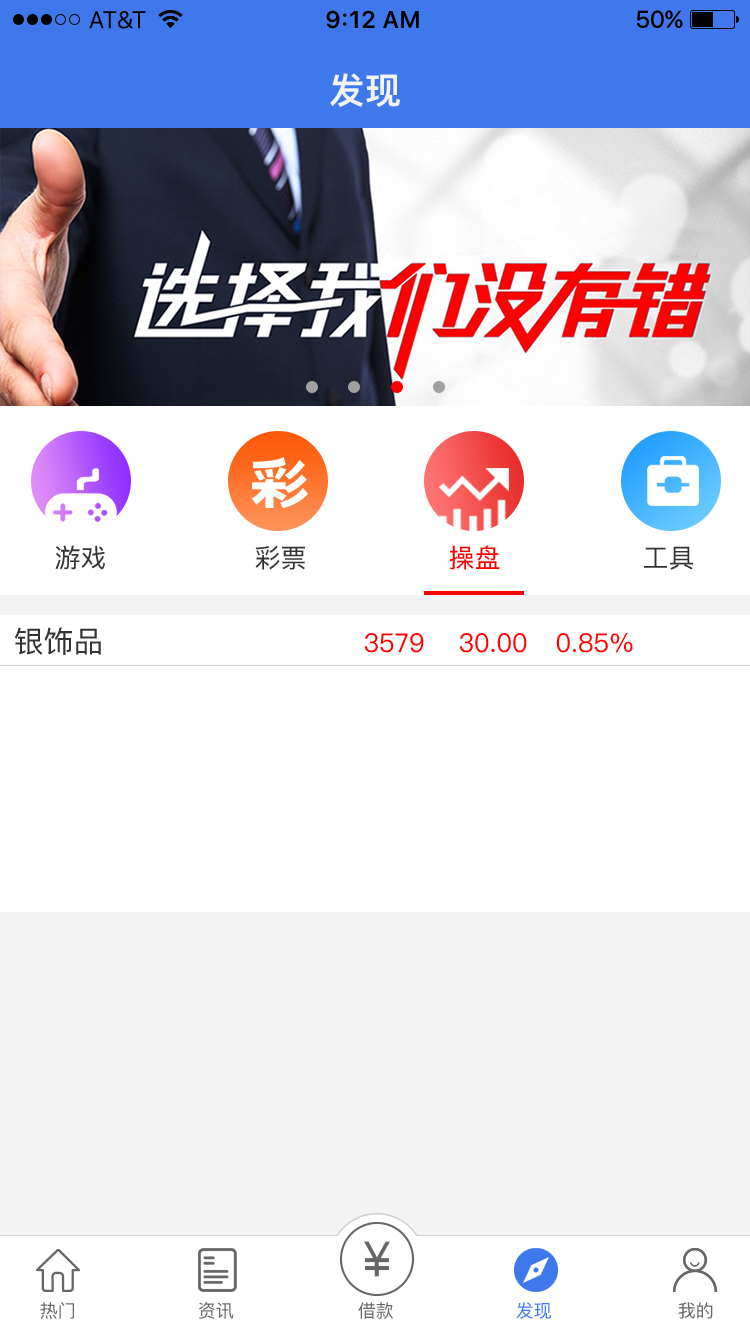 AT&T 9:12 AM 50%
发现
选择我们没有错
彩
游戏 彩票 操盘 工具
银饰品 3579 30.00 0.85%
¥
热门 资讯 借款 发现 我的